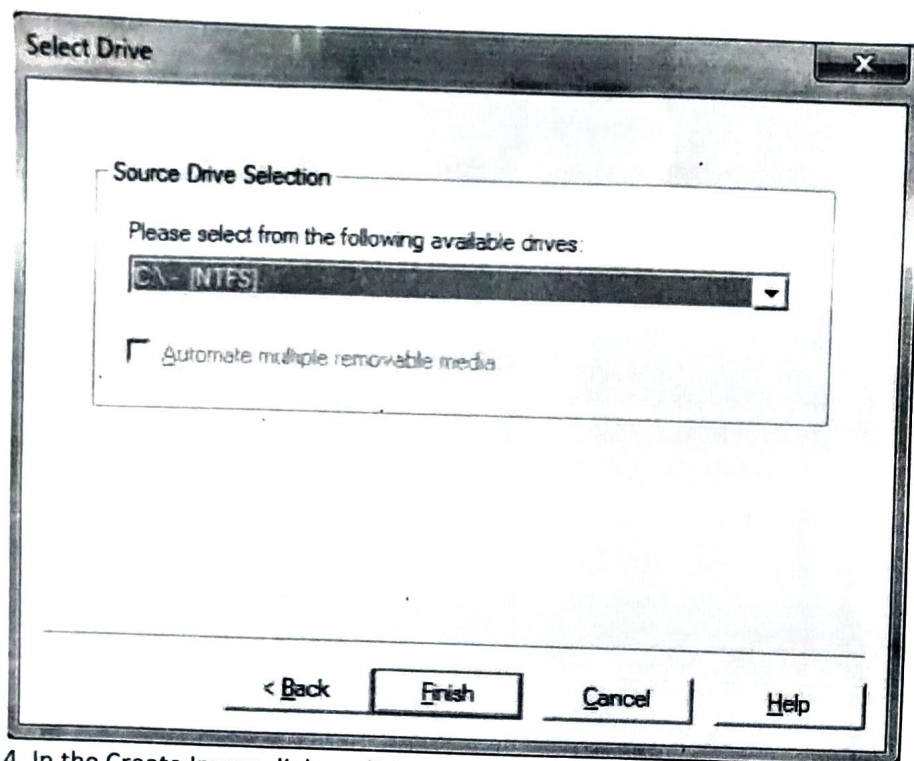 Select Drive
X
Source Drive Selection
Please select from the following available drives:
C:\ - [NTFS]
Automate multiple removable media
< Back Finish Cancel Help
4. In the Create Image